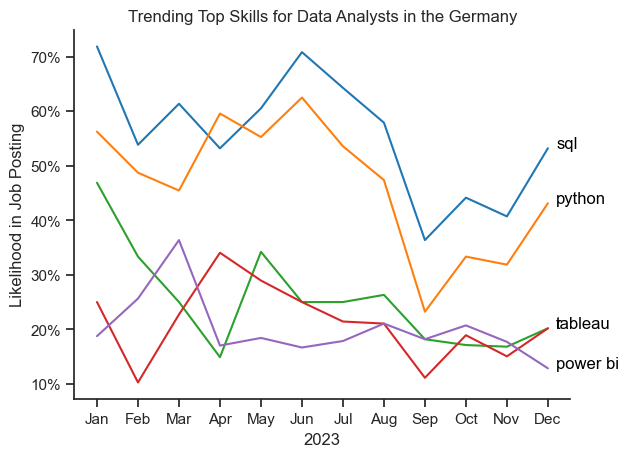 Trending Top Skills for Data Analysts in the Germany
Likelihood in Job Posting
70%
60%
50%
40%
30%
20%
10%
sql
python
tableau
power bi
Jan Feb Mar Apr May Jun Jul Aug Sep Oct Nov Dec
2023